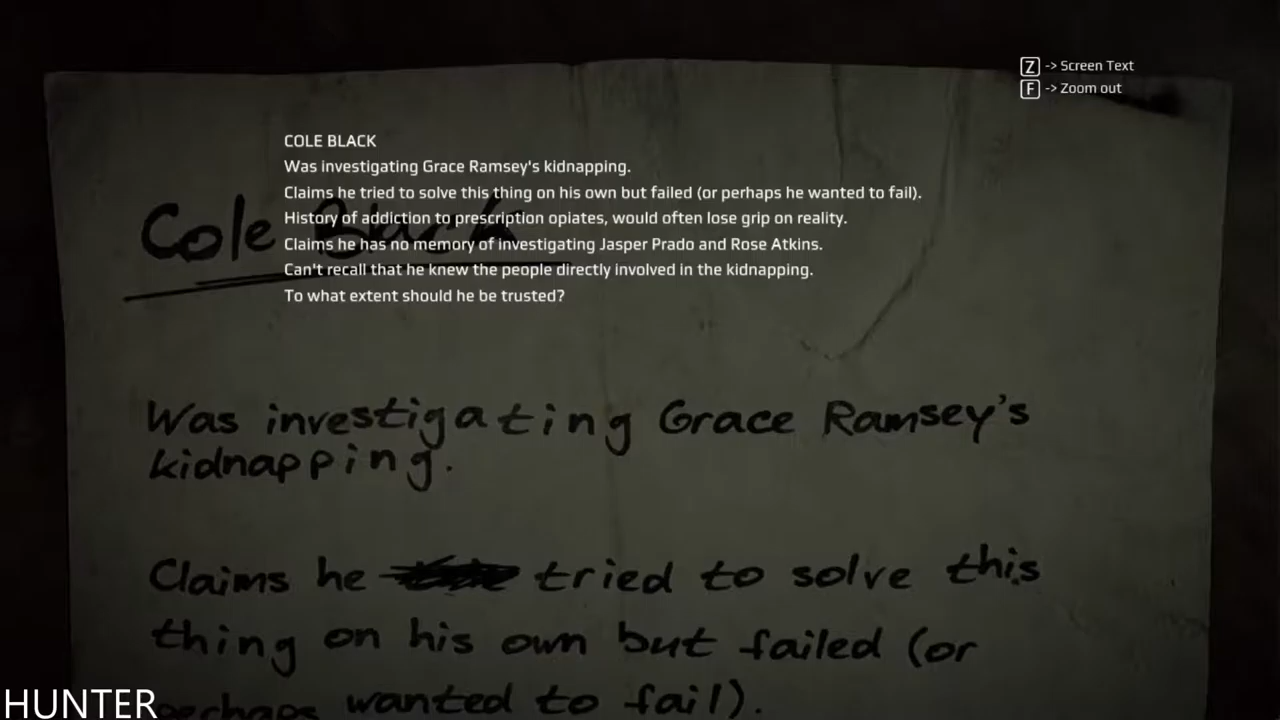 Z -> Screen Text
F -> Zoom out
COLE BLACK
Was investigating Grace Ramsey's kidnapping.
Claims he tried to solve this thing on his own but failed (or perhaps he wanted to fail).
History of addiction to prescription opiates, would often lose grip on reality.
Claims he has no memory of investigating Jasper Prado and Rose Atkins.
Can't recall that he knew the people directly involved in the kidnapping.
To what extent should he be trusted?
Cole Black
Was investigating Grace Ramsey's
kidnapping.
Claims he tried to solve this
thing on his own but failed (or
perhaps wanted to fail).
HUNTER